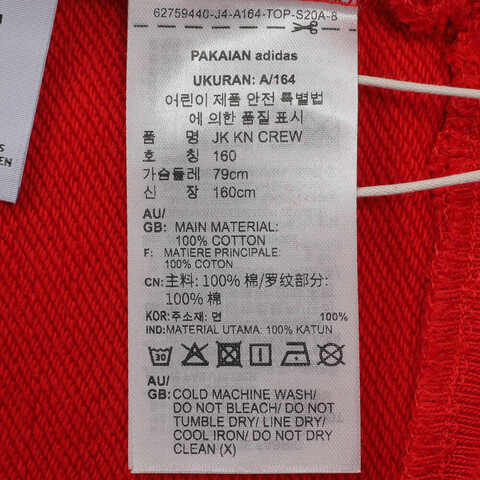 62759440-J4-A164-TOP-S20A-8
PAKAIAN adidas
UKURAN: A/164
어린이 제품 안전 특별법
에 의한 품질 표시
품 명 JK KN CREW
호 칭 160
가슴둘레 79cm
신 장 160cm
AU/
GB: MAIN MATERIAL:
100% COTTON
F: MATIERE PRINCIPALE:
100% COTON
CN: 主料: 100% 棉/罗纹部分:
100% 棉
KOR: 주소재: 면 100%
IND: MATERIAL UTAMA: 100% KATUN
30
AU/
GB: COLD MACHINE WASH/
DO NOT BLEACH/ DO NOT
TUMBLE DRY/ LINE DRY/
COOL IRON/ DO NOT DRY
CLEAN (X)